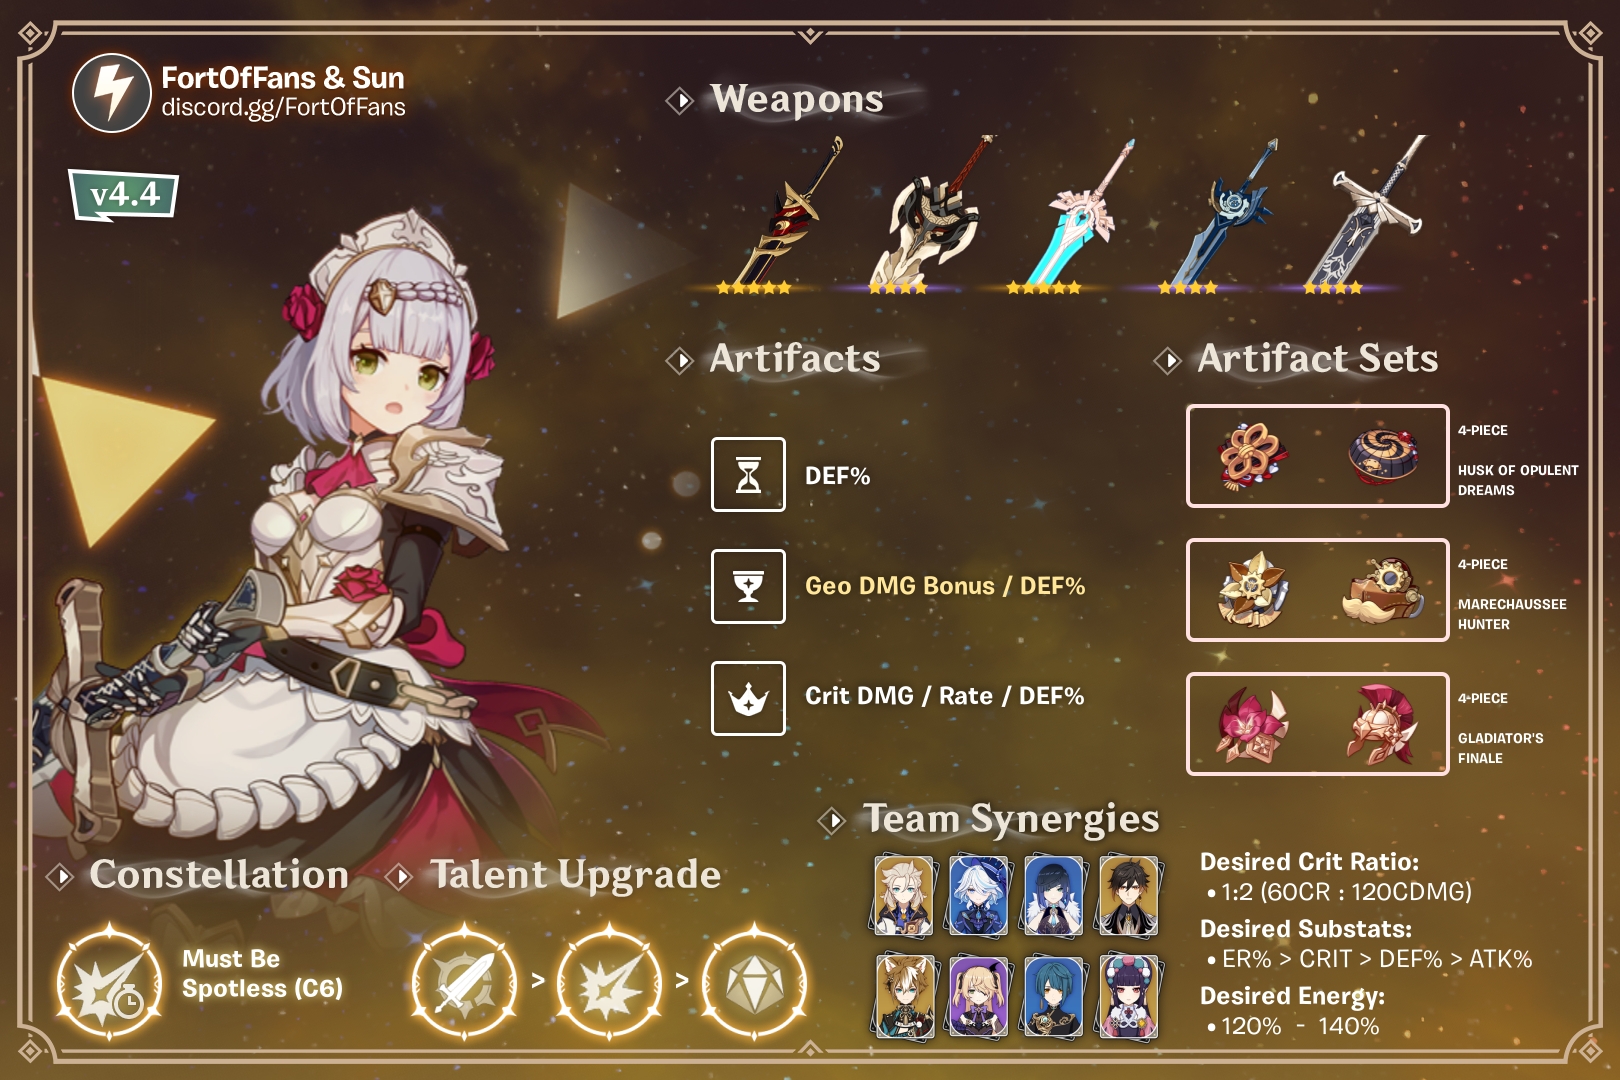 FortOfFans & Sun
discord.gg/FortOfFans
v4.4
Weapons
Artifacts
DEF%
Geo DMG Bonus / DEF%
Crit DMG / Rate / DEF%
Artifact Sets
4-PIECE
HUSK OF OPULENT
DREAMS
4-PIECE
MARECHAUSSEE
HUNTER
4-PIECE
GLADIATOR'S
FINALE
Constellation
Must Be
Spotless (C6)
Talent Upgrade
> >
Team Synergies
Desired Crit Ratio:
• 1:2 (60CR : 120CDMG)
Desired Substats:
• ER% > CRIT > DEF% > ATK%
Desired Energy:
• 120% - 140%